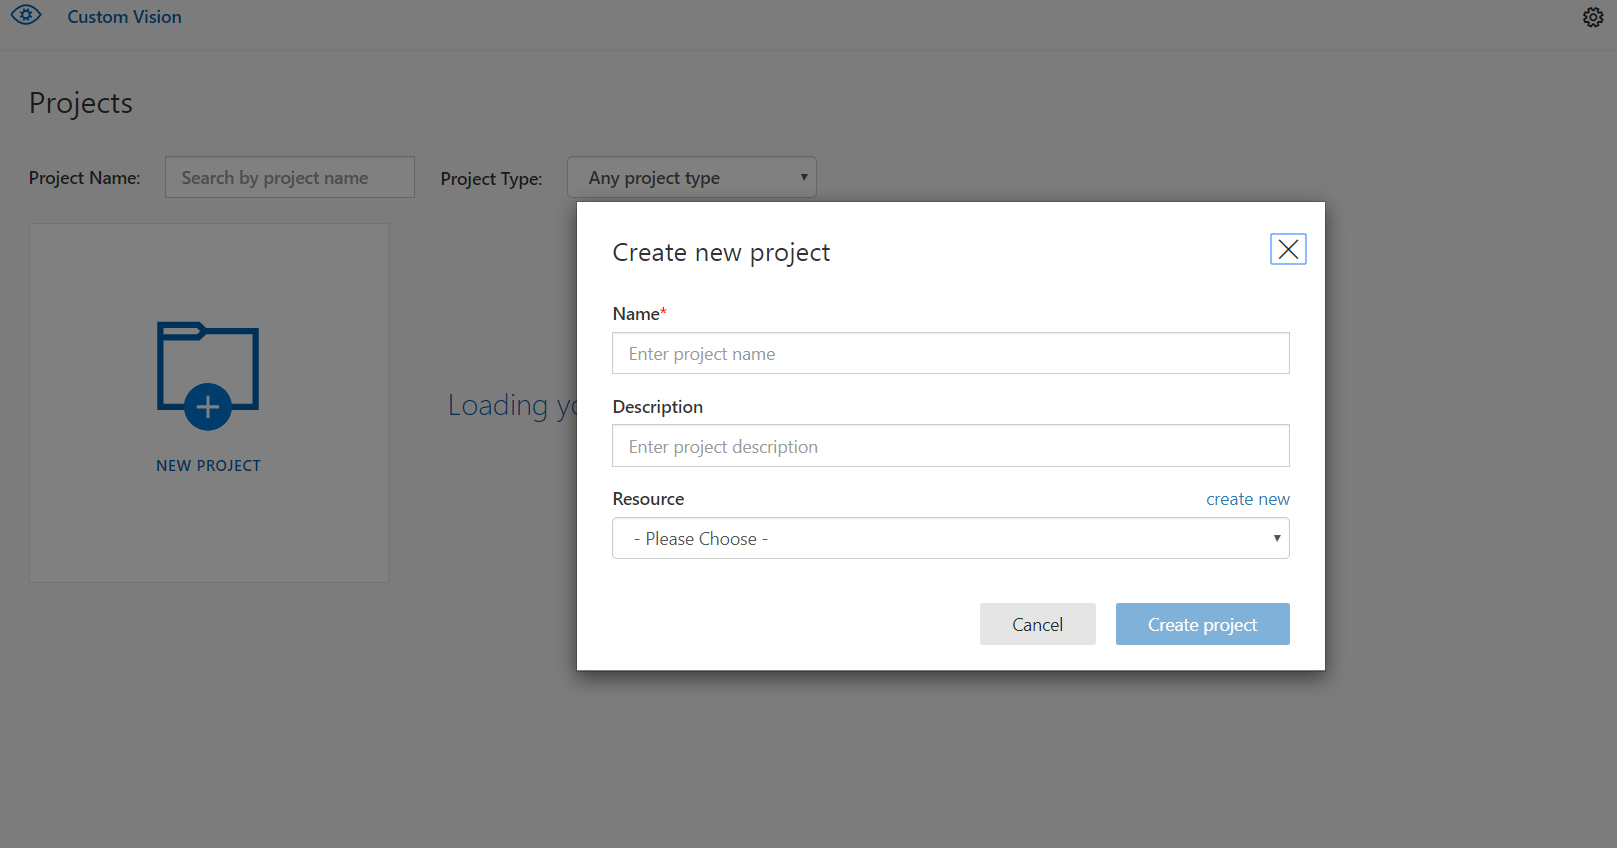 Custom Vision
Projects
Project Name: Search by project name Project Type: Any project type
NEW PROJECT
Loading
Create new project
Name*
Enter project name
Description
Enter project description
Resource create new
- Please Choose -
Cancel Create project